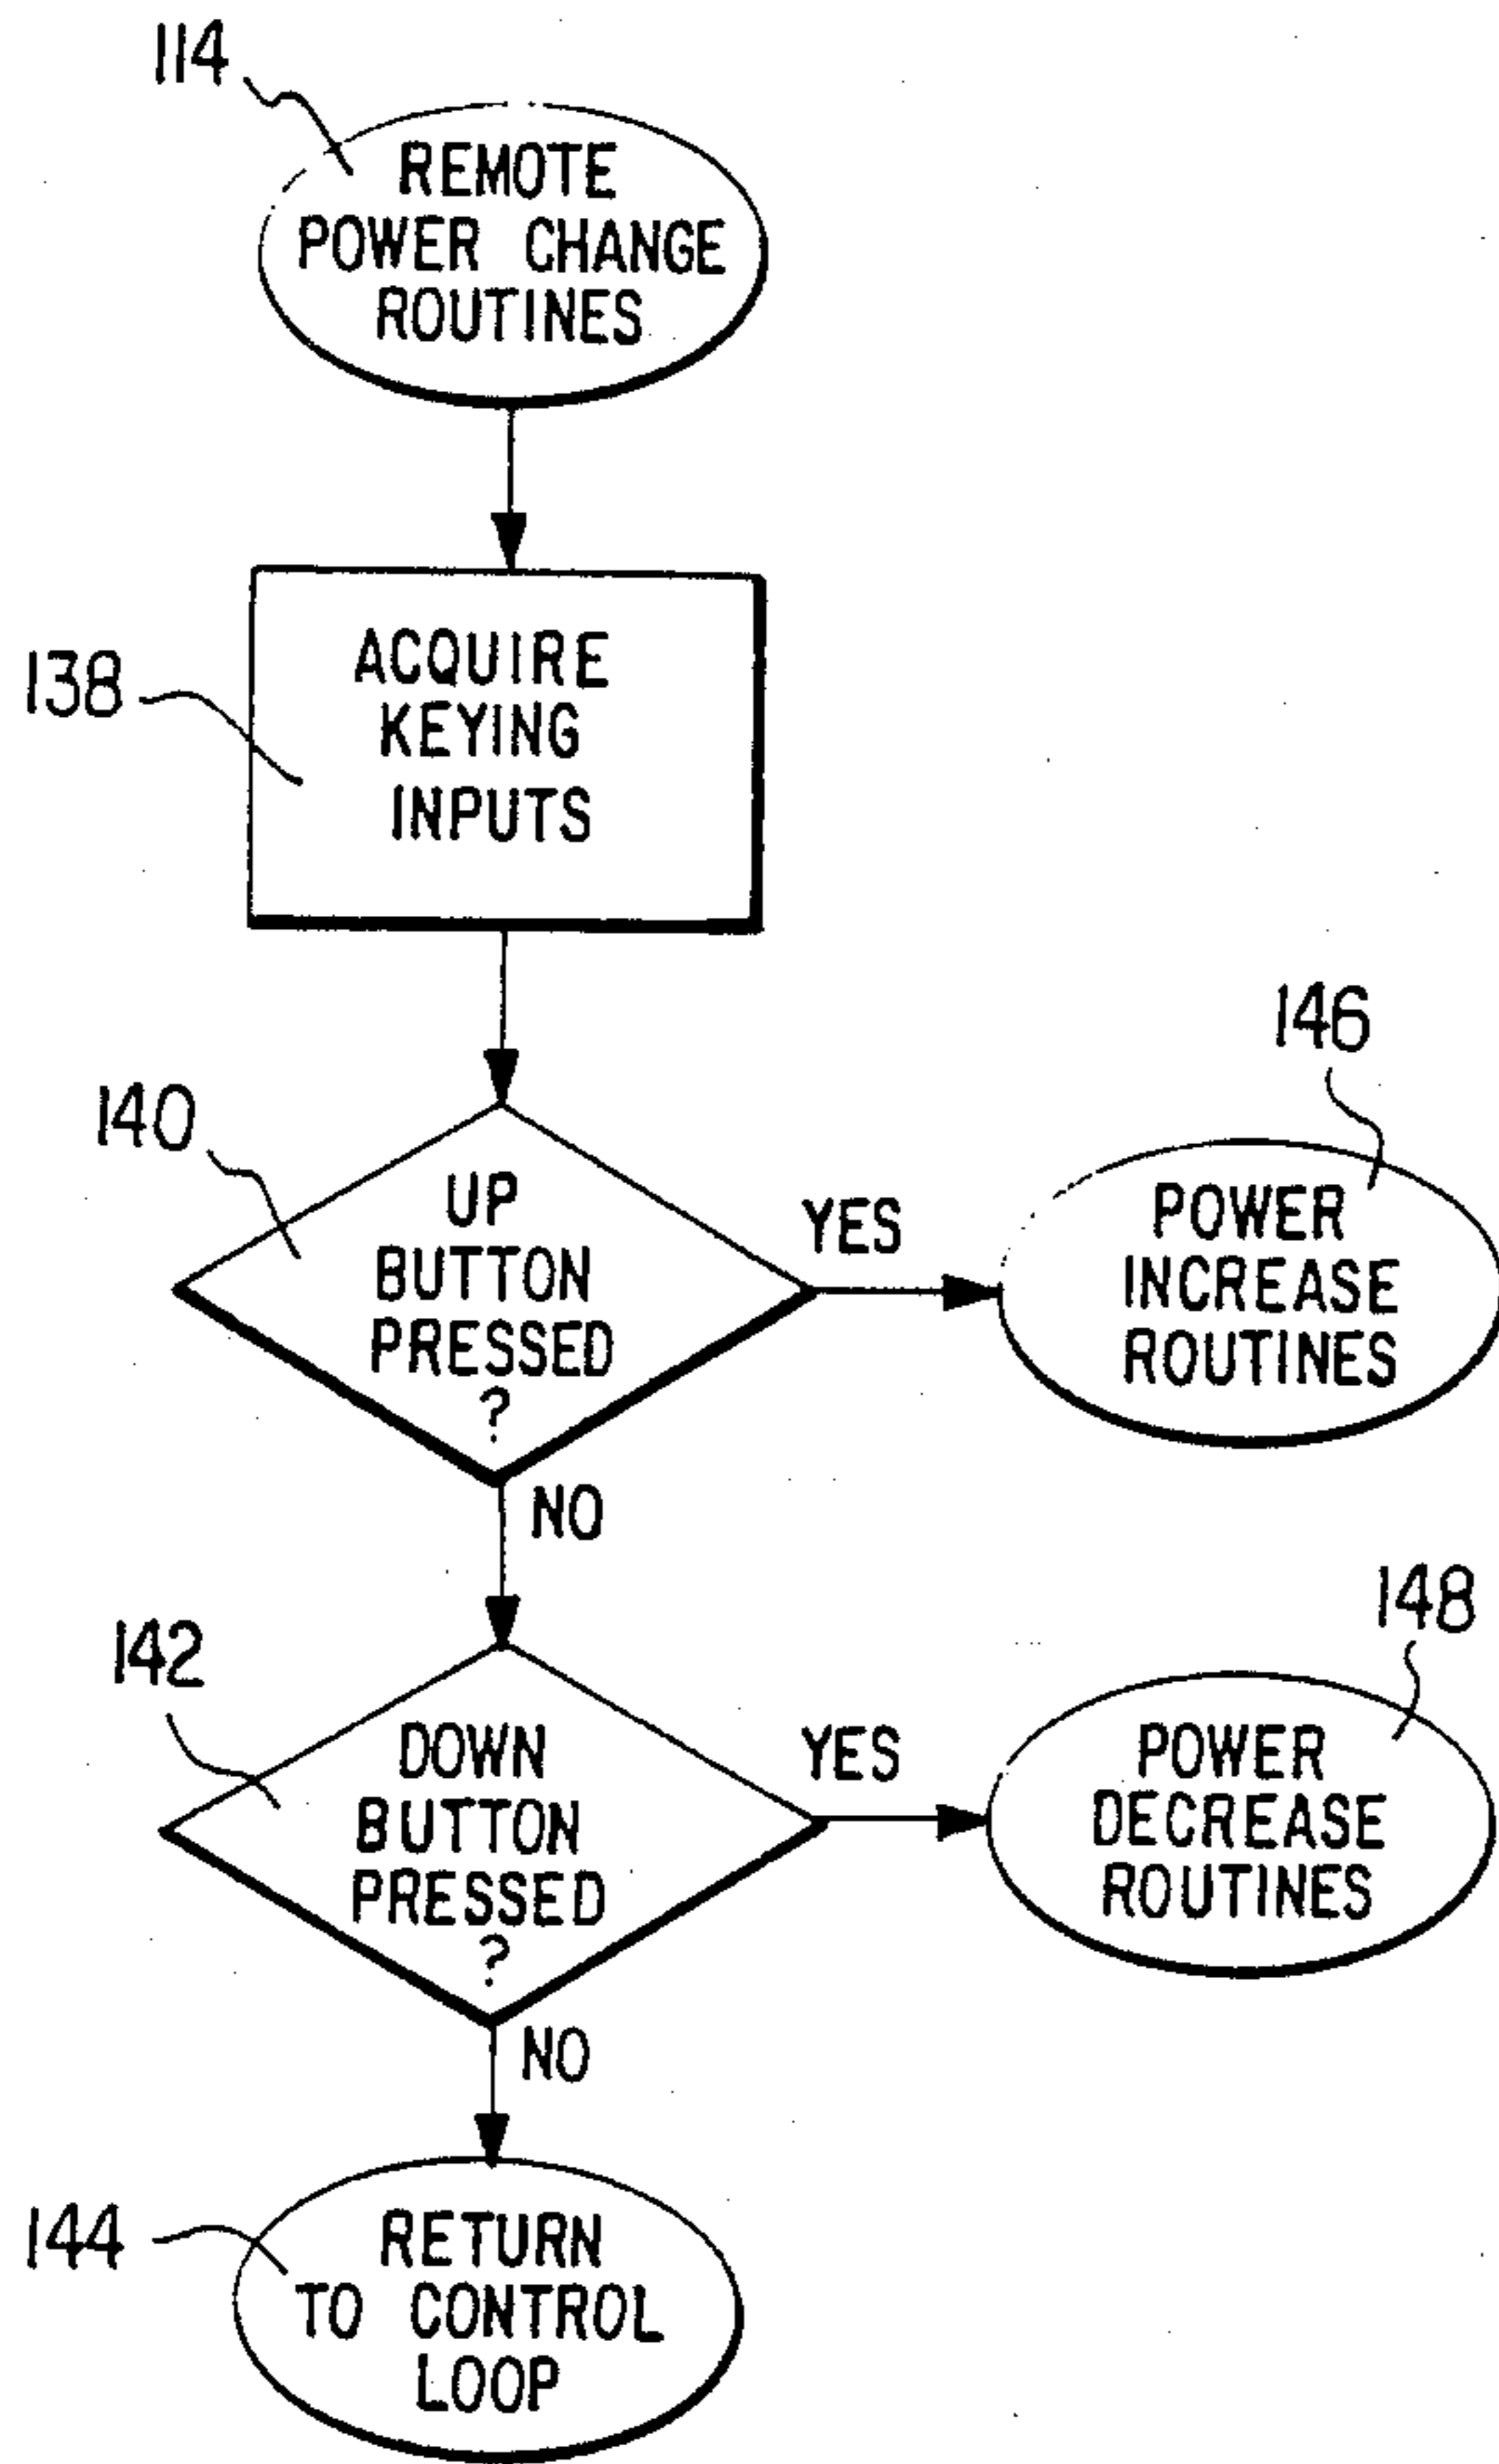 114
REMOTE
POWER CHANGE
ROUTINES
138
ACQUIRE
KEYING
INPUTS
140
UP
BUTTON
PRESSED
?
YES
146
POWER
INCREASE
ROUTINES
NO
142
DOWN
BUTTON
PRESSED
?
YES
148
POWER
DECREASE
ROUTINES
NO
144
RETURN
TO CONTROL
LOOP